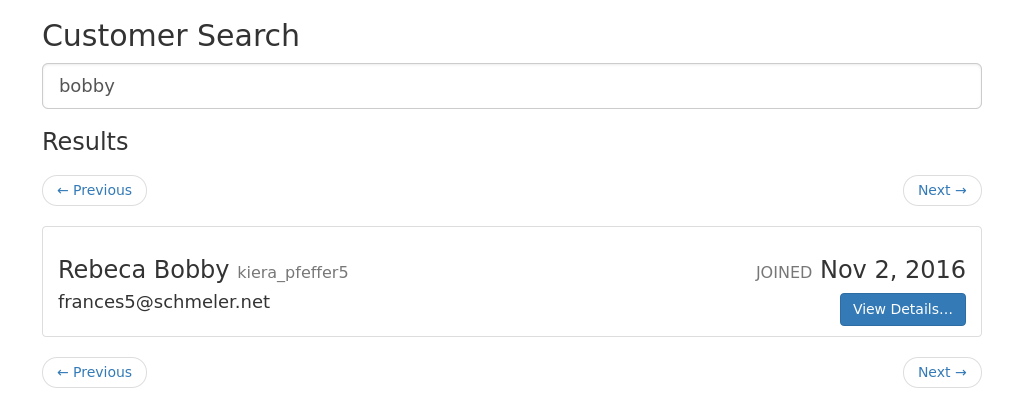 Customer Search
bobby
Results
← Previous
Next →
Rebeca Bobby kiera_pfeffer5
JOINED Nov 2, 2016
frances5@schmeler.net
View Details…
← Previous
Next →